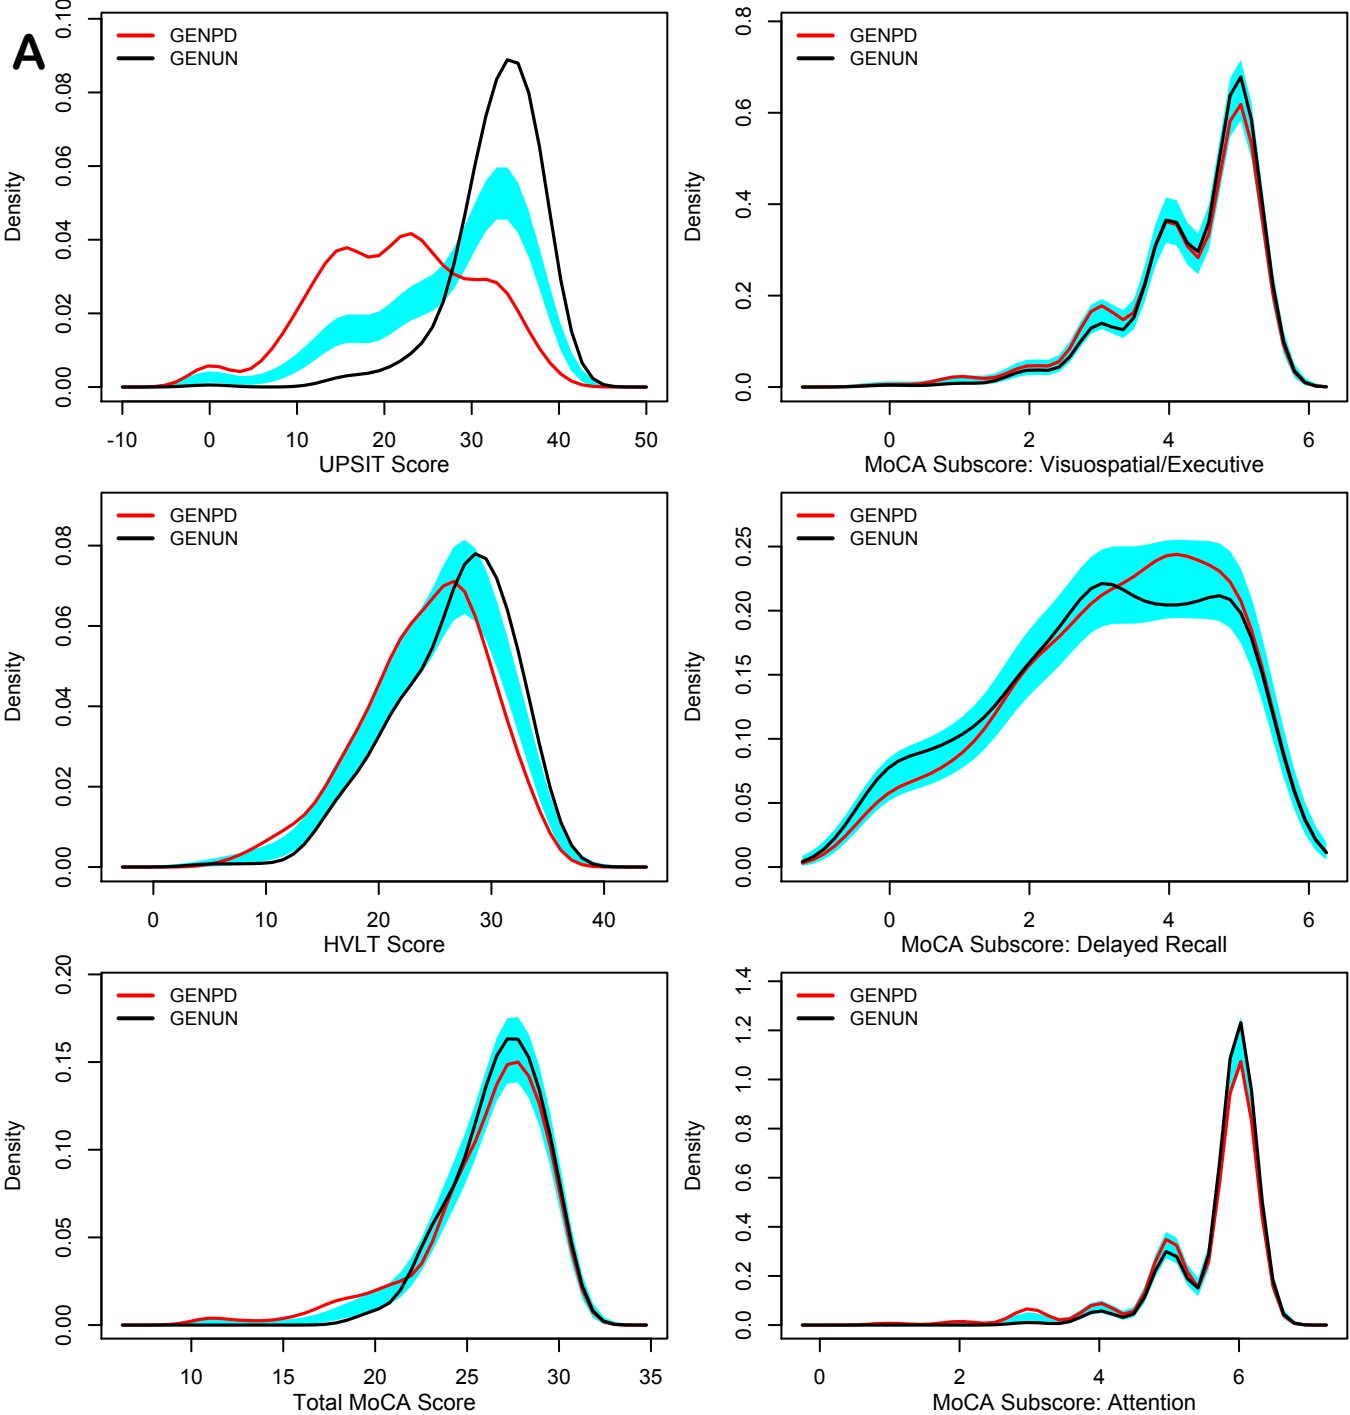 A
GENPD
GENUN
Density
0.00
0.02
0.04
0.06
0.08
0.10
-10
0
10
20
30
40
50
UPSIT Score
GENPD
GENUN
Density
0.0
0.2
0.4
0.6
0.8
0
2
4
6
MoCA Subscore: Visuospatial/Executive
GENPD
GENUN
Density
0.00
0.02
0.04
0.06
0.08
0
10
20
30
40
HVLT Score
GENPD
GENUN
Density
0.00
0.05
0.10
0.15
0.20
0.25
0
2
4
6
MoCA Subscore: Delayed Recall
GENPD
GENUN
Density
0.00
0.05
0.10
0.15
0.20
10
15
20
25
30
35
Total MoCA Score
GENPD
GENUN
Density
0.0
0.2
0.4
0.6
0.8
1.0
1.2
1.4
0
2
4
6
MoCA Subscore: Attention